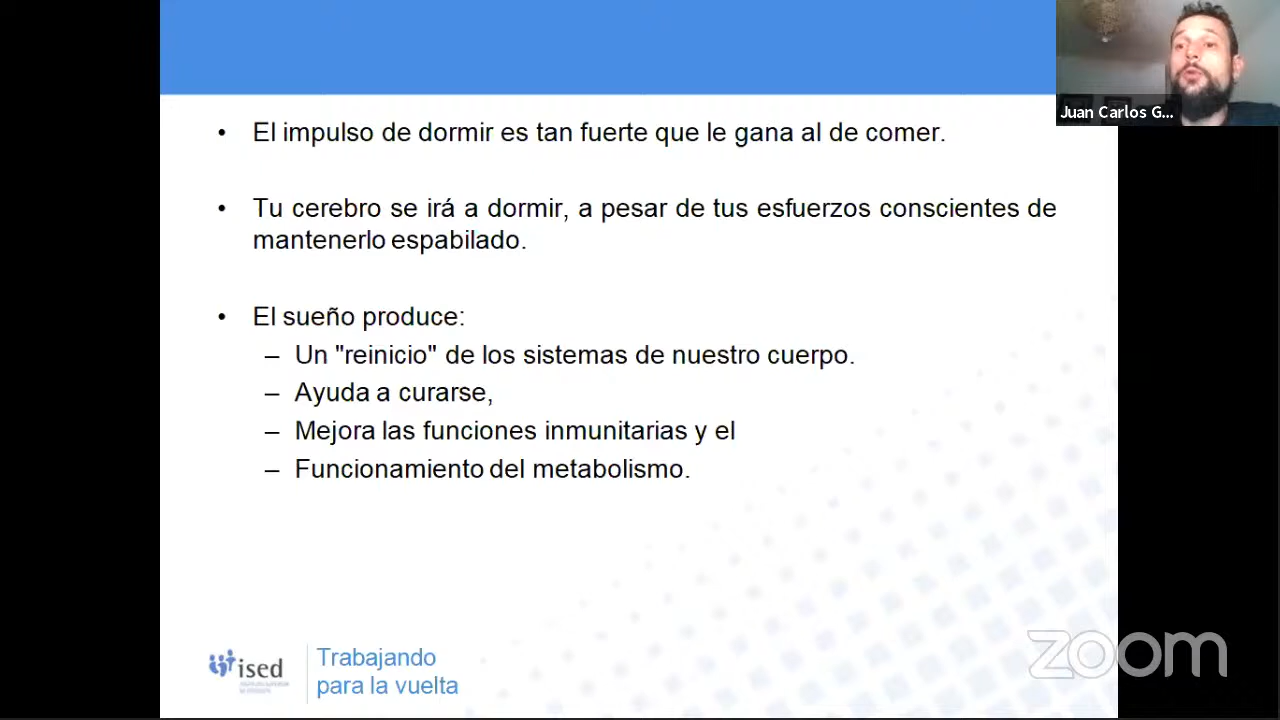 Juan Carlos G...
• El impulso de dormir es tan fuerte que le gana al de comer.
• Tu cerebro se irá a dormir, a pesar de tus esfuerzos conscientes de
mantenerlo espabilado.
• El sueño produce:
– Un "reinicio" de los sistemas de nuestro cuerpo.
– Ayuda a curarse,
– Mejora las funciones inmunitarias y el
– Funcionamiento del metabolismo.
ised
Trabajando
para la vuelta
zoom